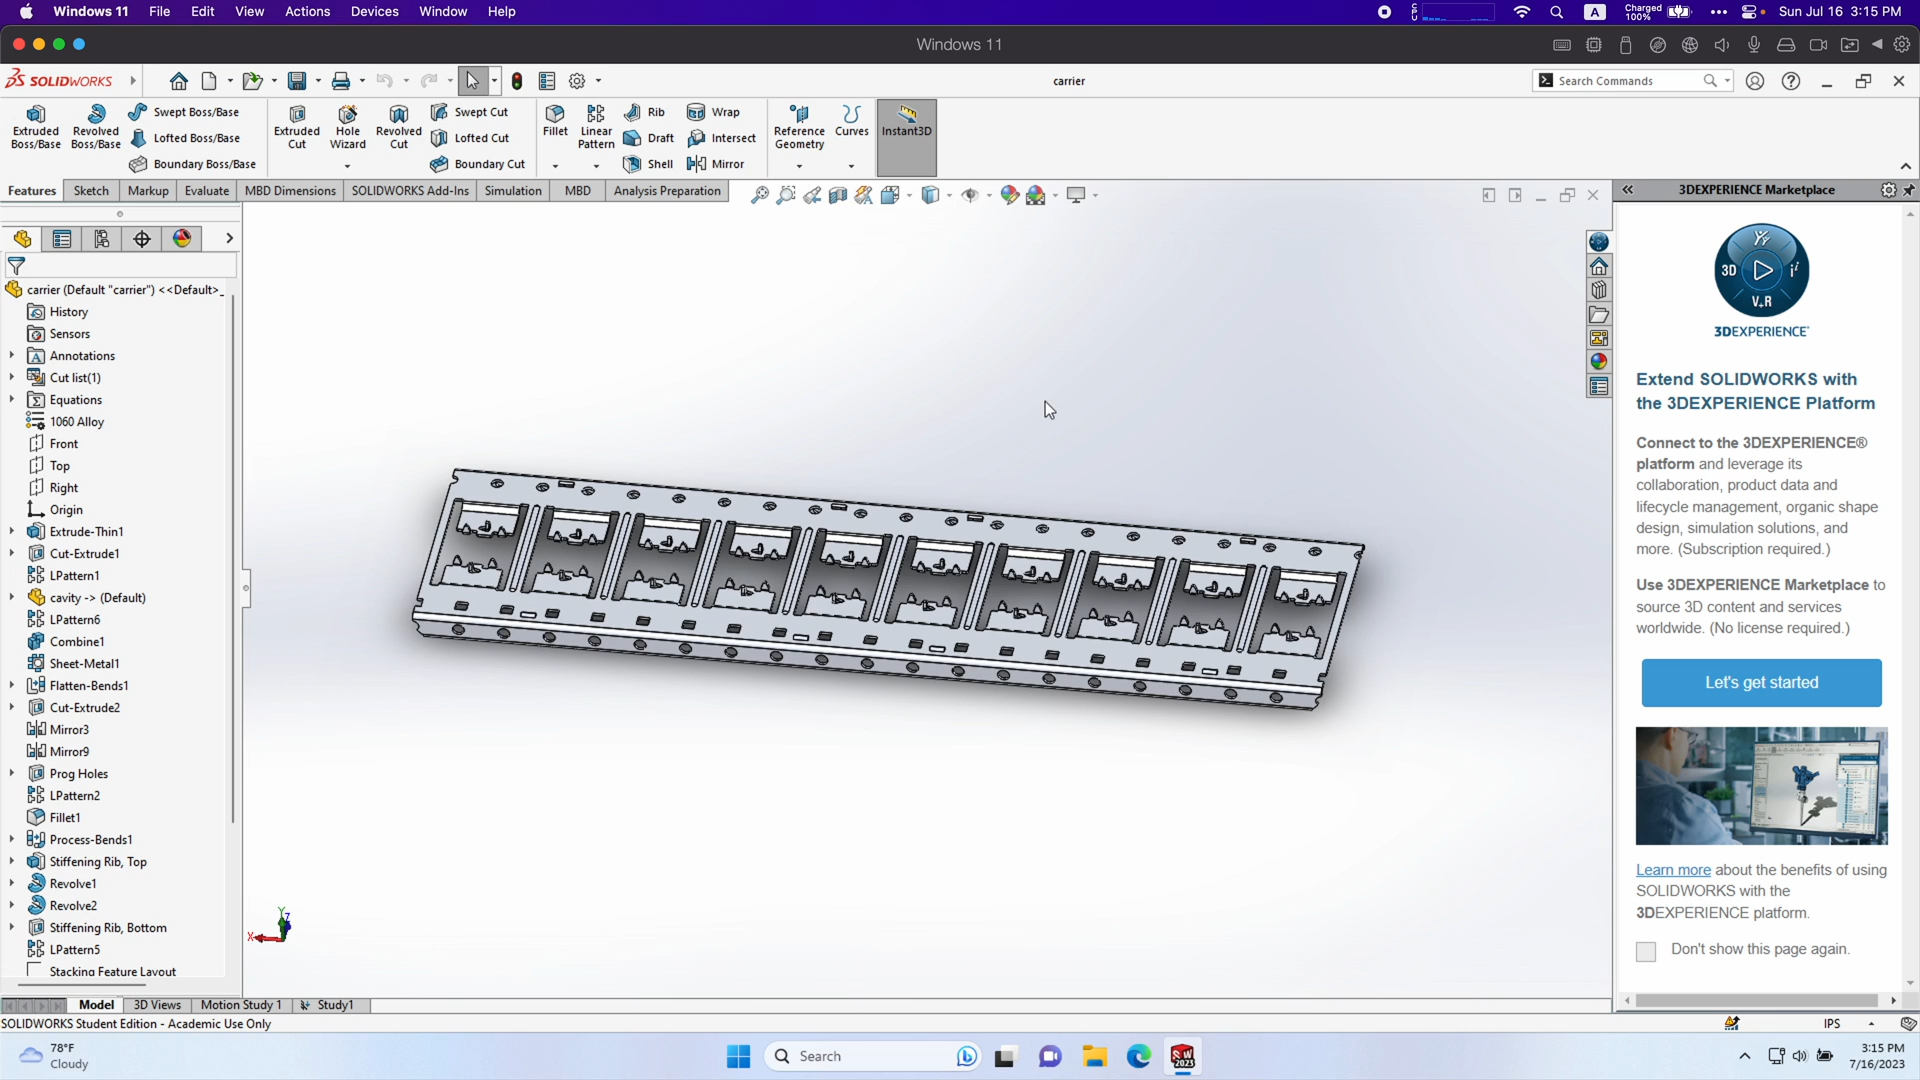 Windows 11 File Edit View Actions Devices Window Help
Charged 100% A Sun Jul 16 3:15 PM
Windows 11
SOLIDWORKS carrier Search Commands
Extruded Boss/Base
Revolved Boss/Base
Swept Boss/Base
Lofted Boss/Base
Boundary Boss/Base
Extruded Cut
Hole Wizard
Revolved Cut
Swept Cut
Lofted Cut
Boundary Cut
Fillet
Linear Pattern
Rib
Draft
Shell
Wrap
Intersect
Mirror
Reference Geometry
Curves
Instant3D
Features Sketch Markup Evaluate MBD Dimensions SOLIDWORKS Add-Ins Simulation MBD Analysis Preparation
carrier (Default "carrier") <<Default>_
History
Sensors
Annotations
Cut list(1)
Equations
1060 Alloy
Front
Top
Right
Origin
Extrude-Thin1
Cut-Extrude1
LPattern1
cavity -> (Default)
LPattern6
Combine1
Sheet-Metal1
Flatten-Bends1
Cut-Extrude2
Mirror3
Mirror9
Prog Holes
LPattern2
Fillet1
Process-Bends1
Stiffening Rib, Top
Revolve1
Revolve2
Stiffening Rib, Bottom
LPattern5
Stacking Feature Layout
Y
Z
X
3DEXPERIENCE Marketplace
3D
V+R
3DEXPERIENCE
Extend SOLIDWORKS with
the 3DEXPERIENCE Platform
Connect to the 3DEXPERIENCE®
platform and leverage its
collaboration, product data and
lifecycle management, organic shape
design, simulation solutions, and
more. (Subscription required.)
Use 3DEXPERIENCE Marketplace to
source 3D content and services
worldwide. (No license required.)
Let's get started
Learn more about the benefits of using
SOLIDWORKS with the
3DEXPERIENCE platform.
Don't show this page again.
Model 3D Views Motion Study 1 Study1
SOLIDWORKS Student Edition - Academic Use Only
IPS
78°F
Cloudy
Search
SW
2023
3:15 PM
7/16/2023